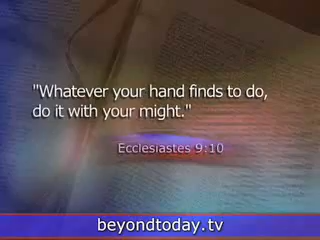 "Whatever your hand finds to do,
do it with your might."
Ecclesiastes 9:10
beyondtoday.tv